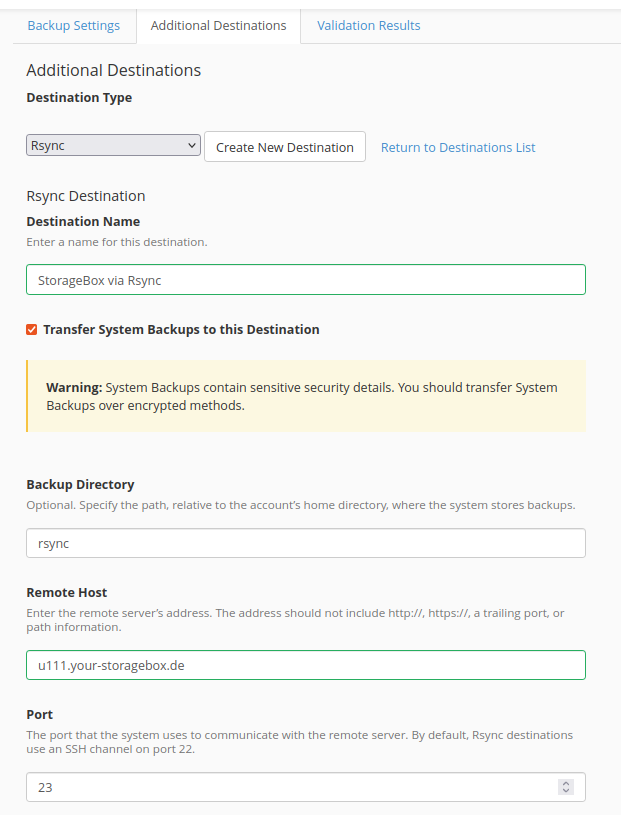 Backup Settings Additional Destinations Validation Results
Additional Destinations
Destination Type
Rsync Create New Destination Return to Destinations List
Rsync Destination
Destination Name
Enter a name for this destination.
StorageBox via Rsync
Transfer System Backups to this Destination
Warning: System Backups contain sensitive security details. You should transfer System
Backups over encrypted methods.
Backup Directory
Optional. Specify the path, relative to the account's home directory, where the system stores backups.
rsync
Remote Host
Enter the remote server's address. The address should not include http://, https://, a trailing port, or
path information.
u111.your-storagebox.de
Port
The port that the system uses to communicate with the remote server. By default, Rsync destinations
use an SSH channel on port 22.
23